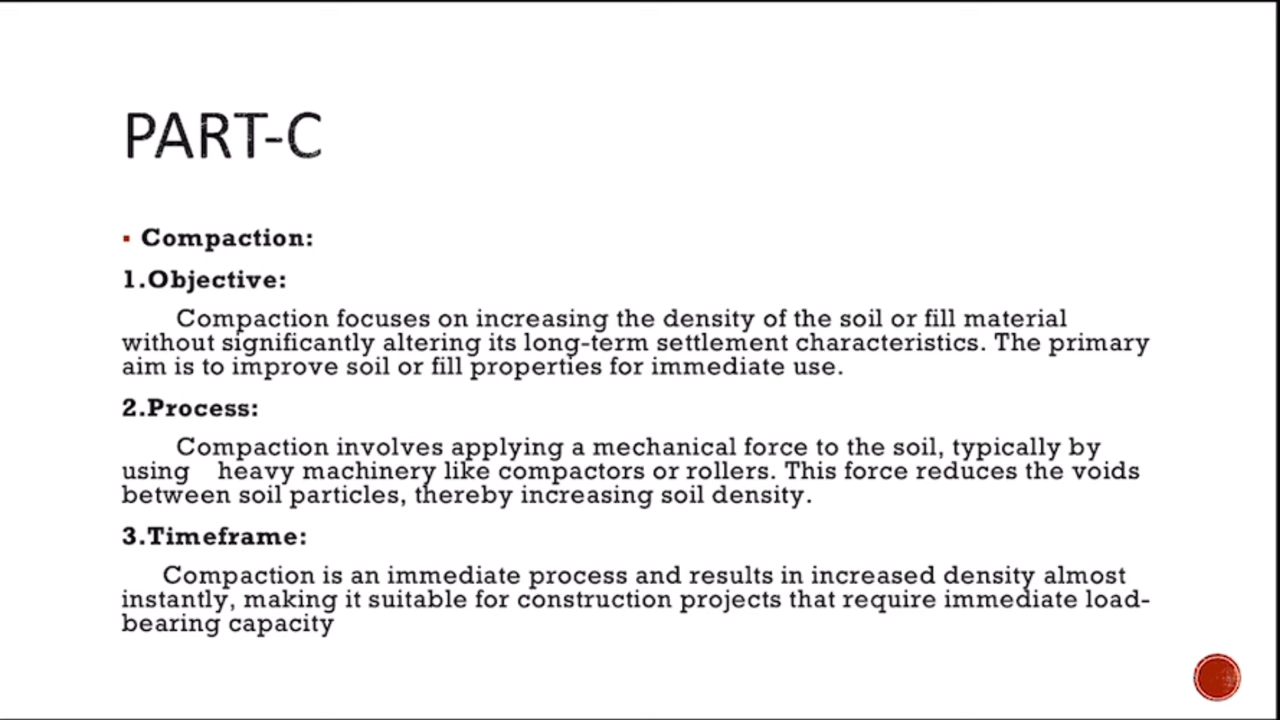 PART-C
▪ Compaction:
1.Objective:
Compaction focuses on increasing the density of the soil or fill material
without significantly altering its long-term settlement characteristics. The primary
aim is to improve soil or fill properties for immediate use.
2.Process:
Compaction involves applying a mechanical force to the soil, typically by
using heavy machinery like compactors or rollers. This force reduces the voids
between soil particles, thereby increasing soil density.
3.Timeframe:
Compaction is an immediate process and results in increased density almost
instantly, making it suitable for construction projects that require immediate load-
bearing capacity